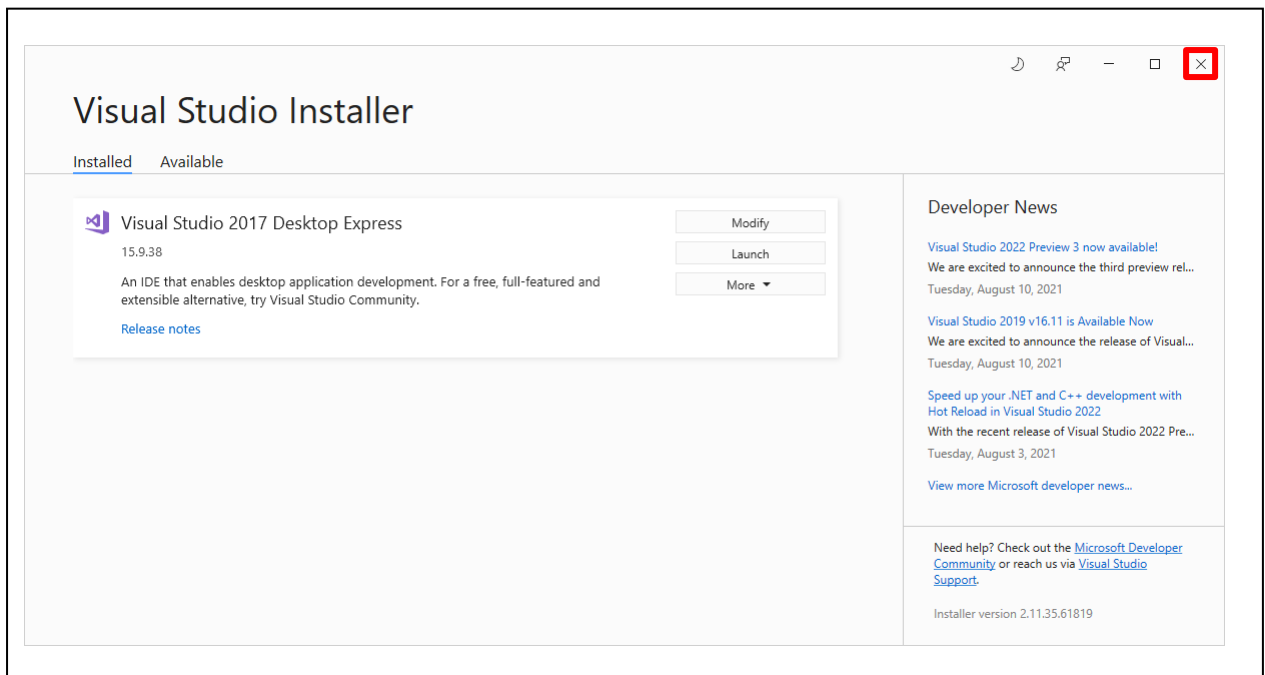 Visual Studio Installer
Installed Available
Visual Studio 2017 Desktop Express
15.9.38
An IDE that enables desktop application development. For a free, full-featured and
extensible alternative, try Visual Studio Community.
Release notes
Modify
Launch
More
Developer News
Visual Studio 2022 Preview 3 now available!
We are excited to announce the third preview rel...
Tuesday, August 10, 2021
Visual Studio 2019 v16.11 is Available Now
We are excited to announce the release of Visual...
Tuesday, August 10, 2021
Speed up your .NET and C++ development with
Hot Reload in Visual Studio 2022
With the recent release of Visual Studio 2022 Pre...
Tuesday, August 3, 2021
View more Microsoft developer news...
Need help? Check out the Microsoft Developer
Community or reach us via Visual Studio
Support.
Installer version 2.11.35.61819